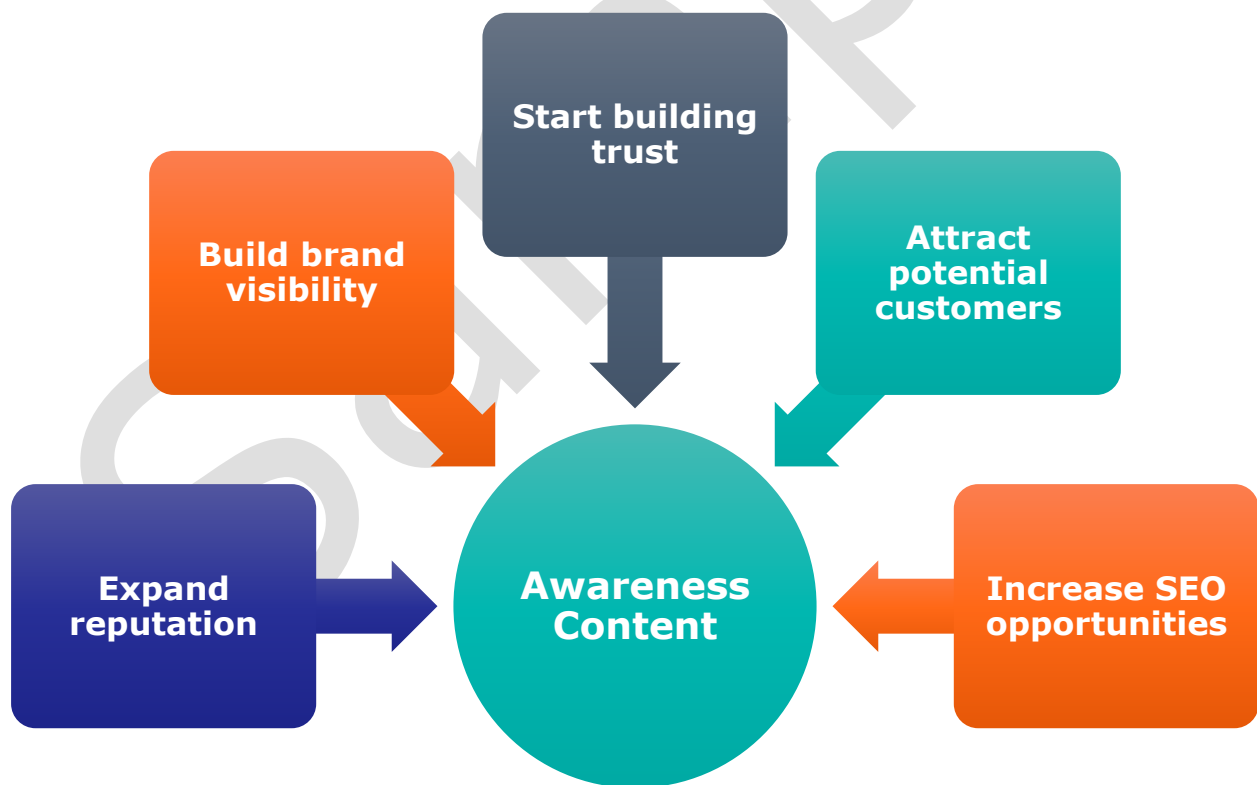 Start building
trust
Build brand
visibility
Attract
potential
customers
Expand
reputation
Awareness
Content
Increase SEO
opportunities